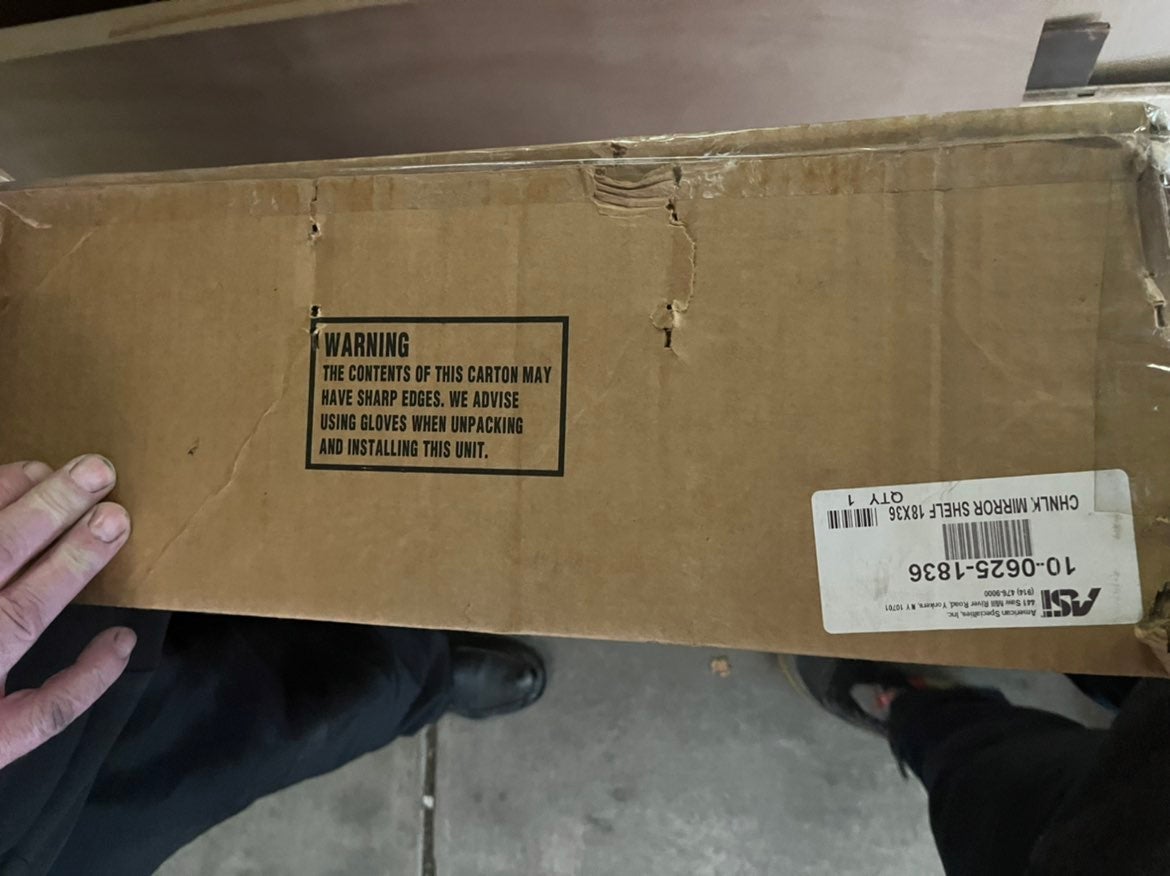 WARNING
THE CONTENTS OF THIS CARTON MAY
HAVE SHARP EDGES. WE ADVISE
USING GLOVES WHEN UNPACKING
AND INSTALLING THIS UNIT.
ASI
American Specialties, Inc.
441 Saw Mill River Road, Yonkers, N Y 10701
(914) 476-9000
10-0625-1836
CHNLK MIRROR SHELF 18X36
QTY 1